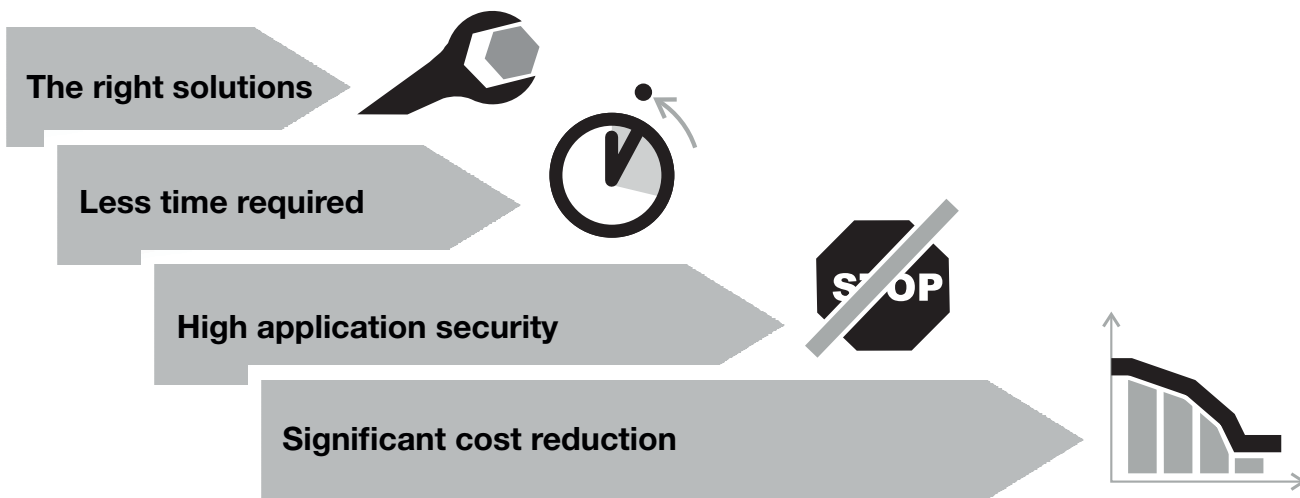 The right solutions
Less time required
High application security
STOP
Significant cost reduction